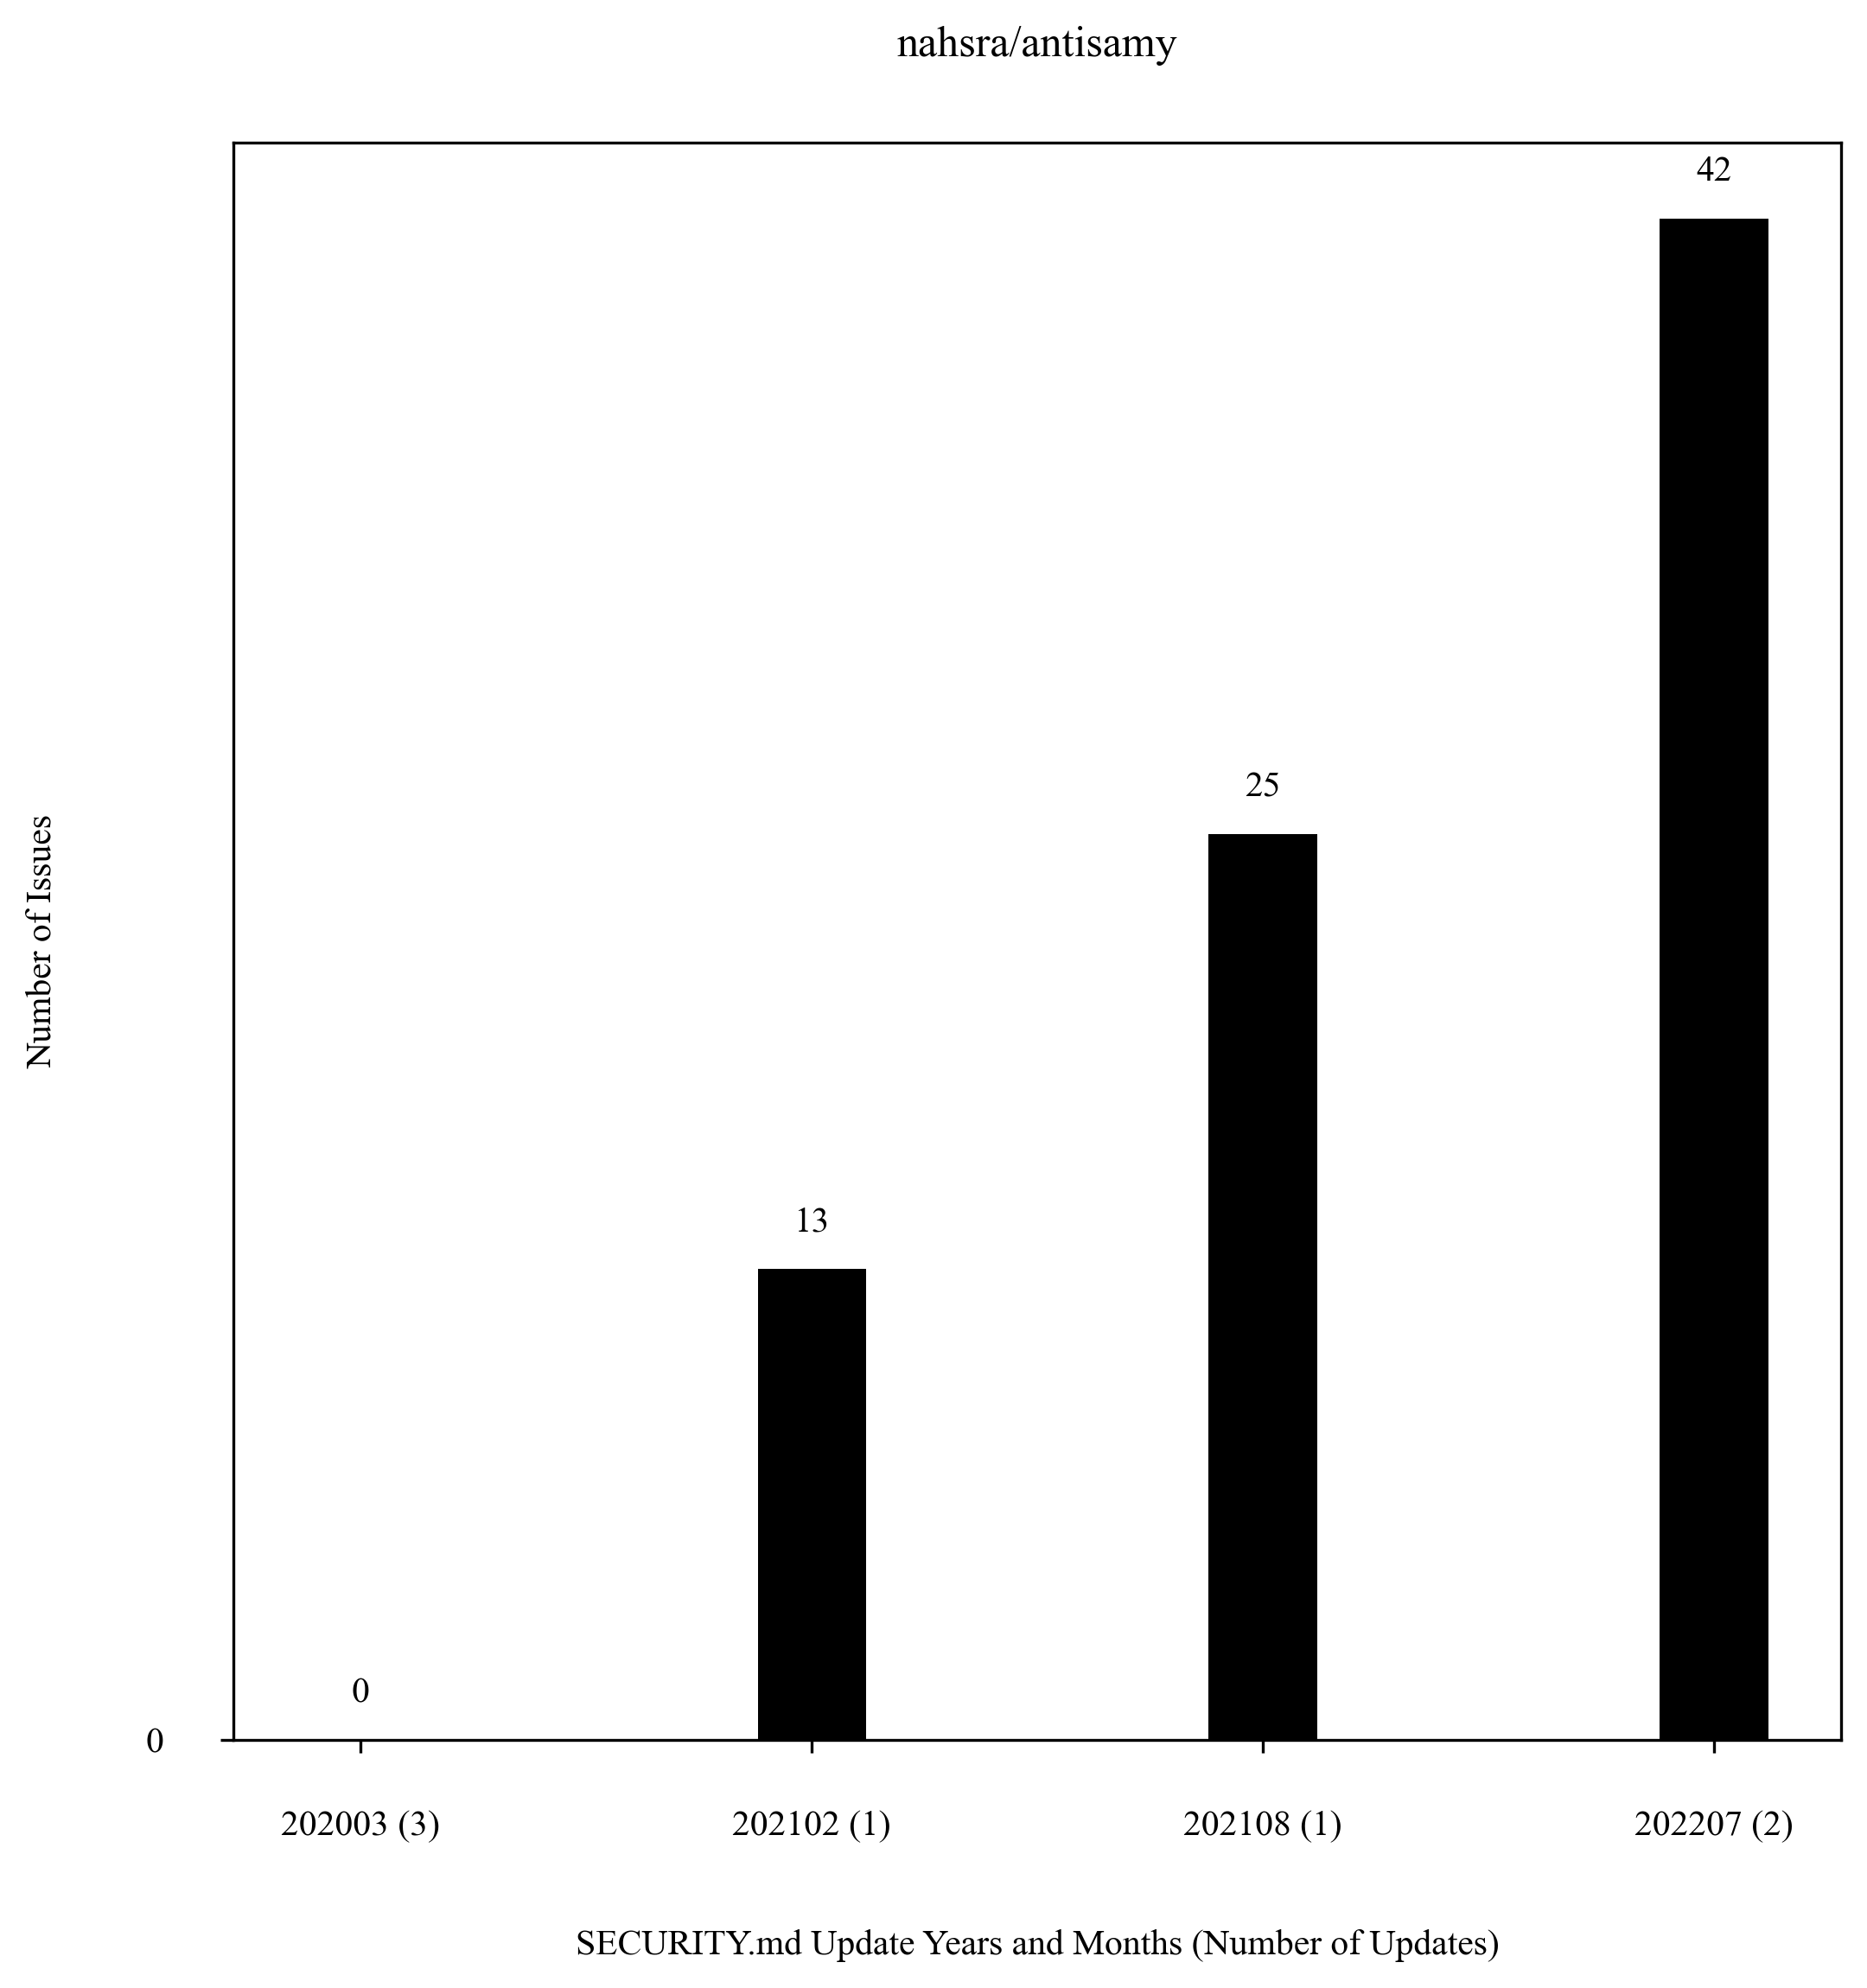 nahsra/antisamy
42
25
13
0
0
Number of Issues
202003 (3) 202102 (1) 202108 (1) 202207 (2)
SECURITY.md Update Years and Months (Number of Updates)